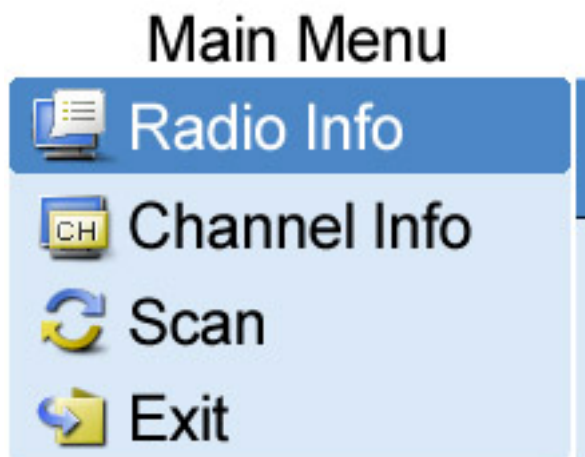 Main Menu
Radio Info
CH
Channel Info
Scan
Exit